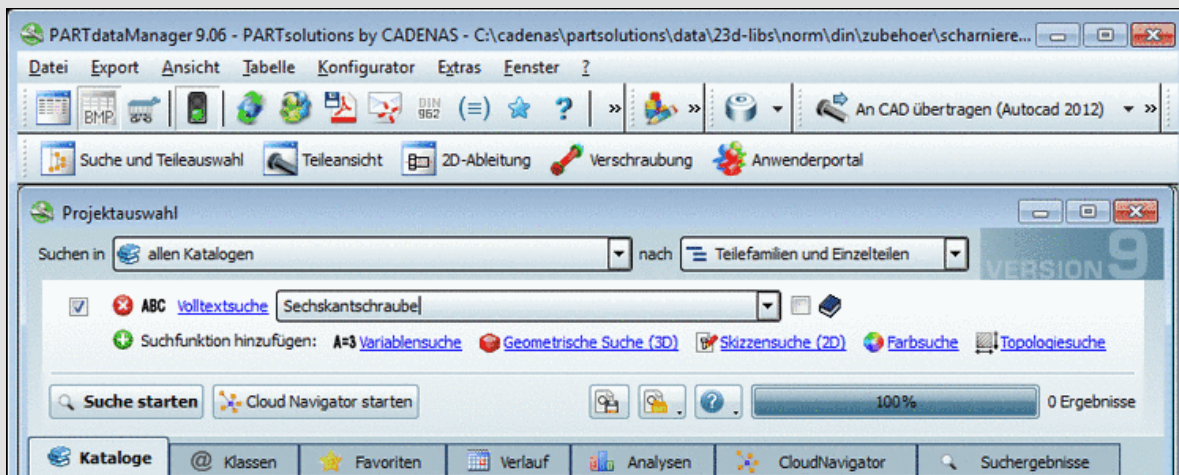 PARTdataManager 9.06 - PARTsolutions by CADENAS - C:\cadenas\partsolutions\data\23d-libs\norm\din\zubehoer\scharniere...
Datei Export Ansicht Tabelle Konfigurator Extras Fenster ?
BMP DIN 962 (=) ? » » An CAD übertragen (Autocad 2012) »
Suche und Teileauswahl Teileansicht 2D-Ableitung Verschraubung Anwenderportal
Projektauswahl
Suchen in allen Katalogen nach Teilefamilien und Einzelteilen VERSION 9
ABC Volltextsuche Sechskantschraube
Suchfunktion hinzufügen: A=3 Variablensuche Geometrische Suche (3D) Skizzensuche (2D) Farbsuche Topologiesuche
Suche starten Cloud Navigator starten ? 100% 0 Ergebnisse
Kataloge @ Klassen Favoriten Verlauf Analysen CloudNavigator Suchergebnisse